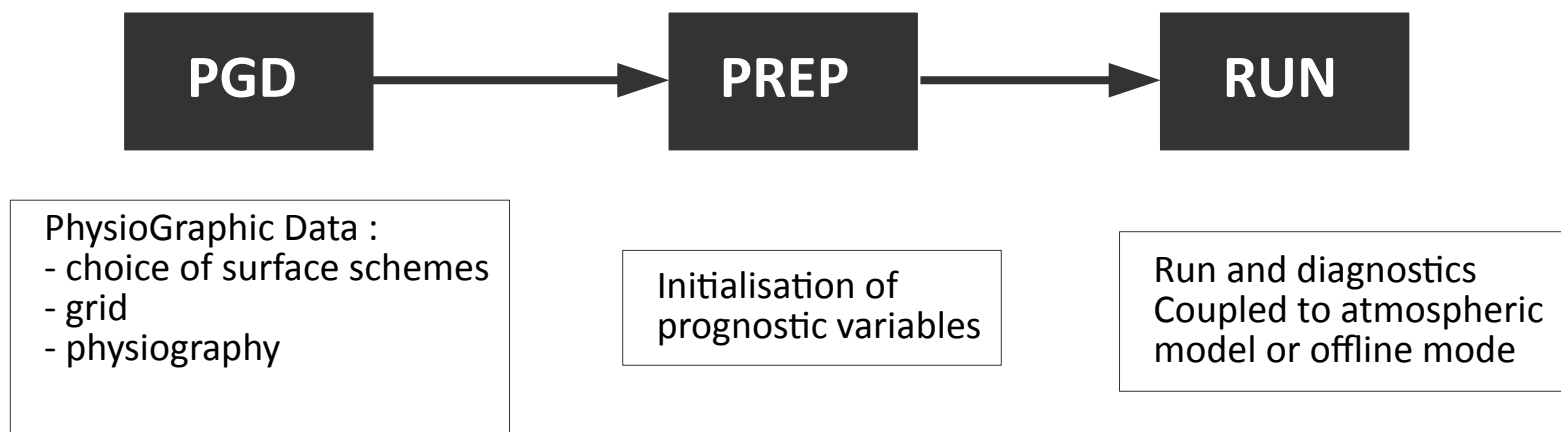 PGD
PREP
RUN
PhysioGraphic Data :
- choice of surface schemes
- grid
- physiography
Initialisation of
prognostic variables
Run and diagnostics
Coupled to atmospheric
model or offline mode